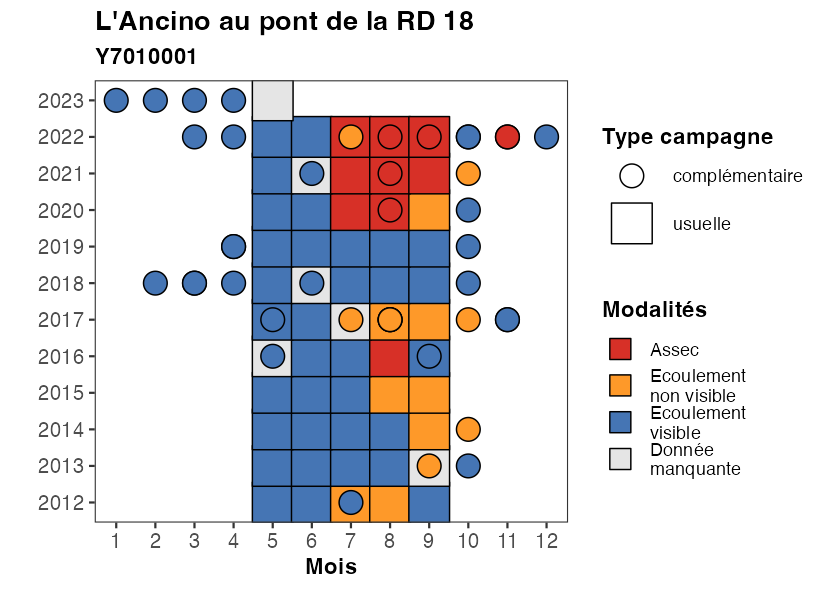 L'Ancino au pont de la RD 18
Y7010001
2023
2022
2021
2020
2019
2018
2017
2016
2015
2014
2013
2012
1 2 3 4 5 6 7 8 9 10 11 12
Mois
Type campagne
complémentaire
usuelle
Modalités
Assec
Ecoulement
non visible
Ecoulement
visible
Donnée
manquante